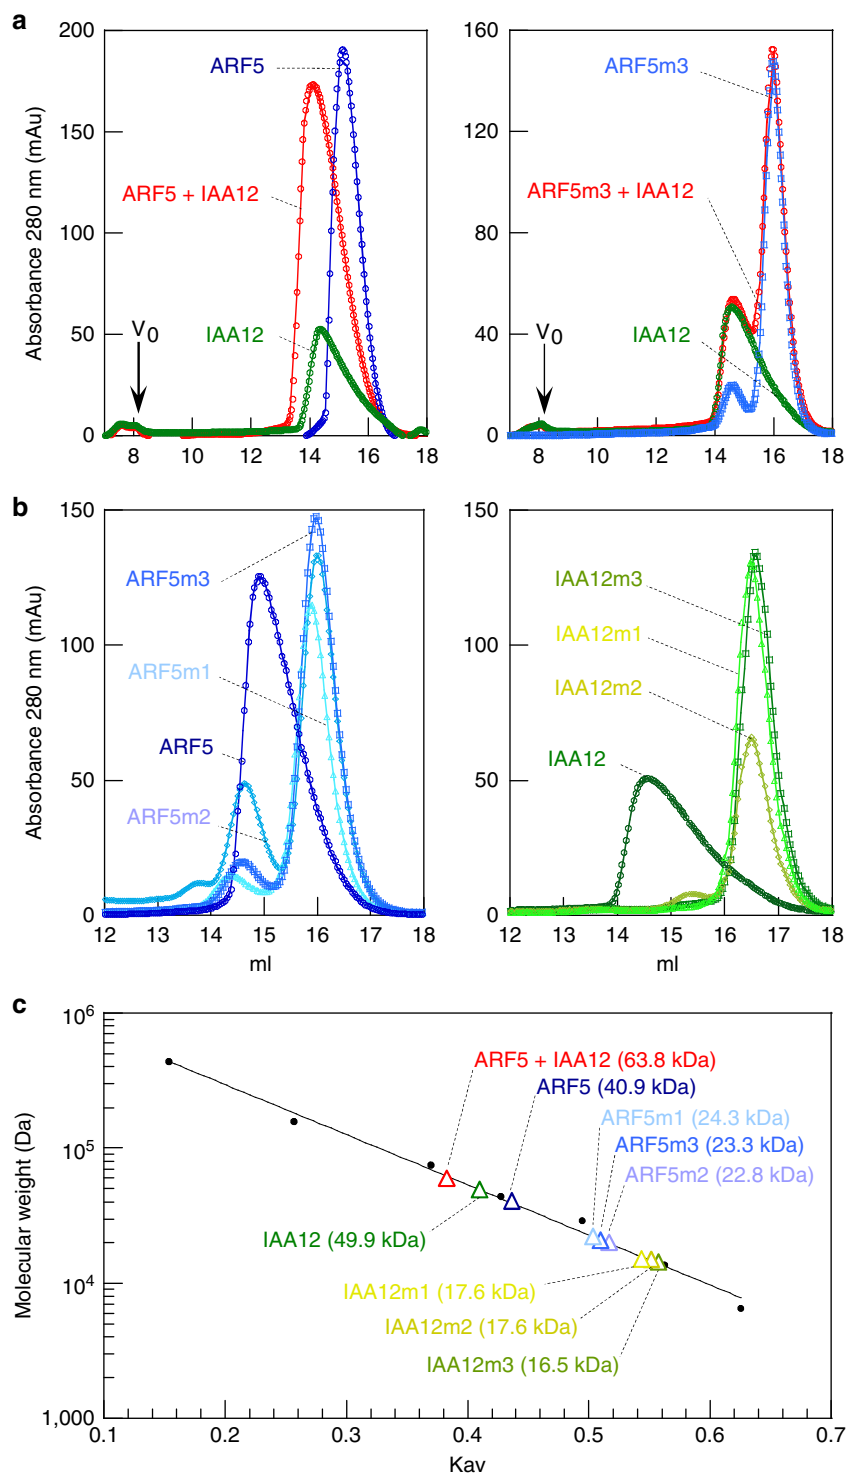 a
200
150
100
50
0
Absorbance 280 nm (mAu)
ARF5
ARF5 + IAA12
IAA12
V0
8
10
12
14
16
18
160
120
80
40
0
ARF5m3
ARF5m3 + IAA12
IAA12
V0
8
10
12
14
16
18
b
150
100
50
0
Absorbance 280 nm (mAu)
ARF5m3
ARF5m1
ARF5
ARF5m2
12
13
14
15
16
17
18
ml
150
100
50
0
IAA12m3
IAA12m1
IAA12m2
IAA12
12
13
14
15
16
17
18
ml
c
10^6
10^5
10^4
1,000
Molecular weight (Da)
ARF5 + IAA12 (63.8 kDa)
ARF5 (40.9 kDa)
ARF5m1 (24.3 kDa)
ARF5m3 (23.3 kDa)
ARF5m2 (22.8 kDa)
IAA12 (49.9 kDa)
IAA12m1 (17.6 kDa)
IAA12m2 (17.6 kDa)
IAA12m3 (16.5 kDa)
0.1
0.2
0.3
0.4
0.5
0.6
0.7
Kav